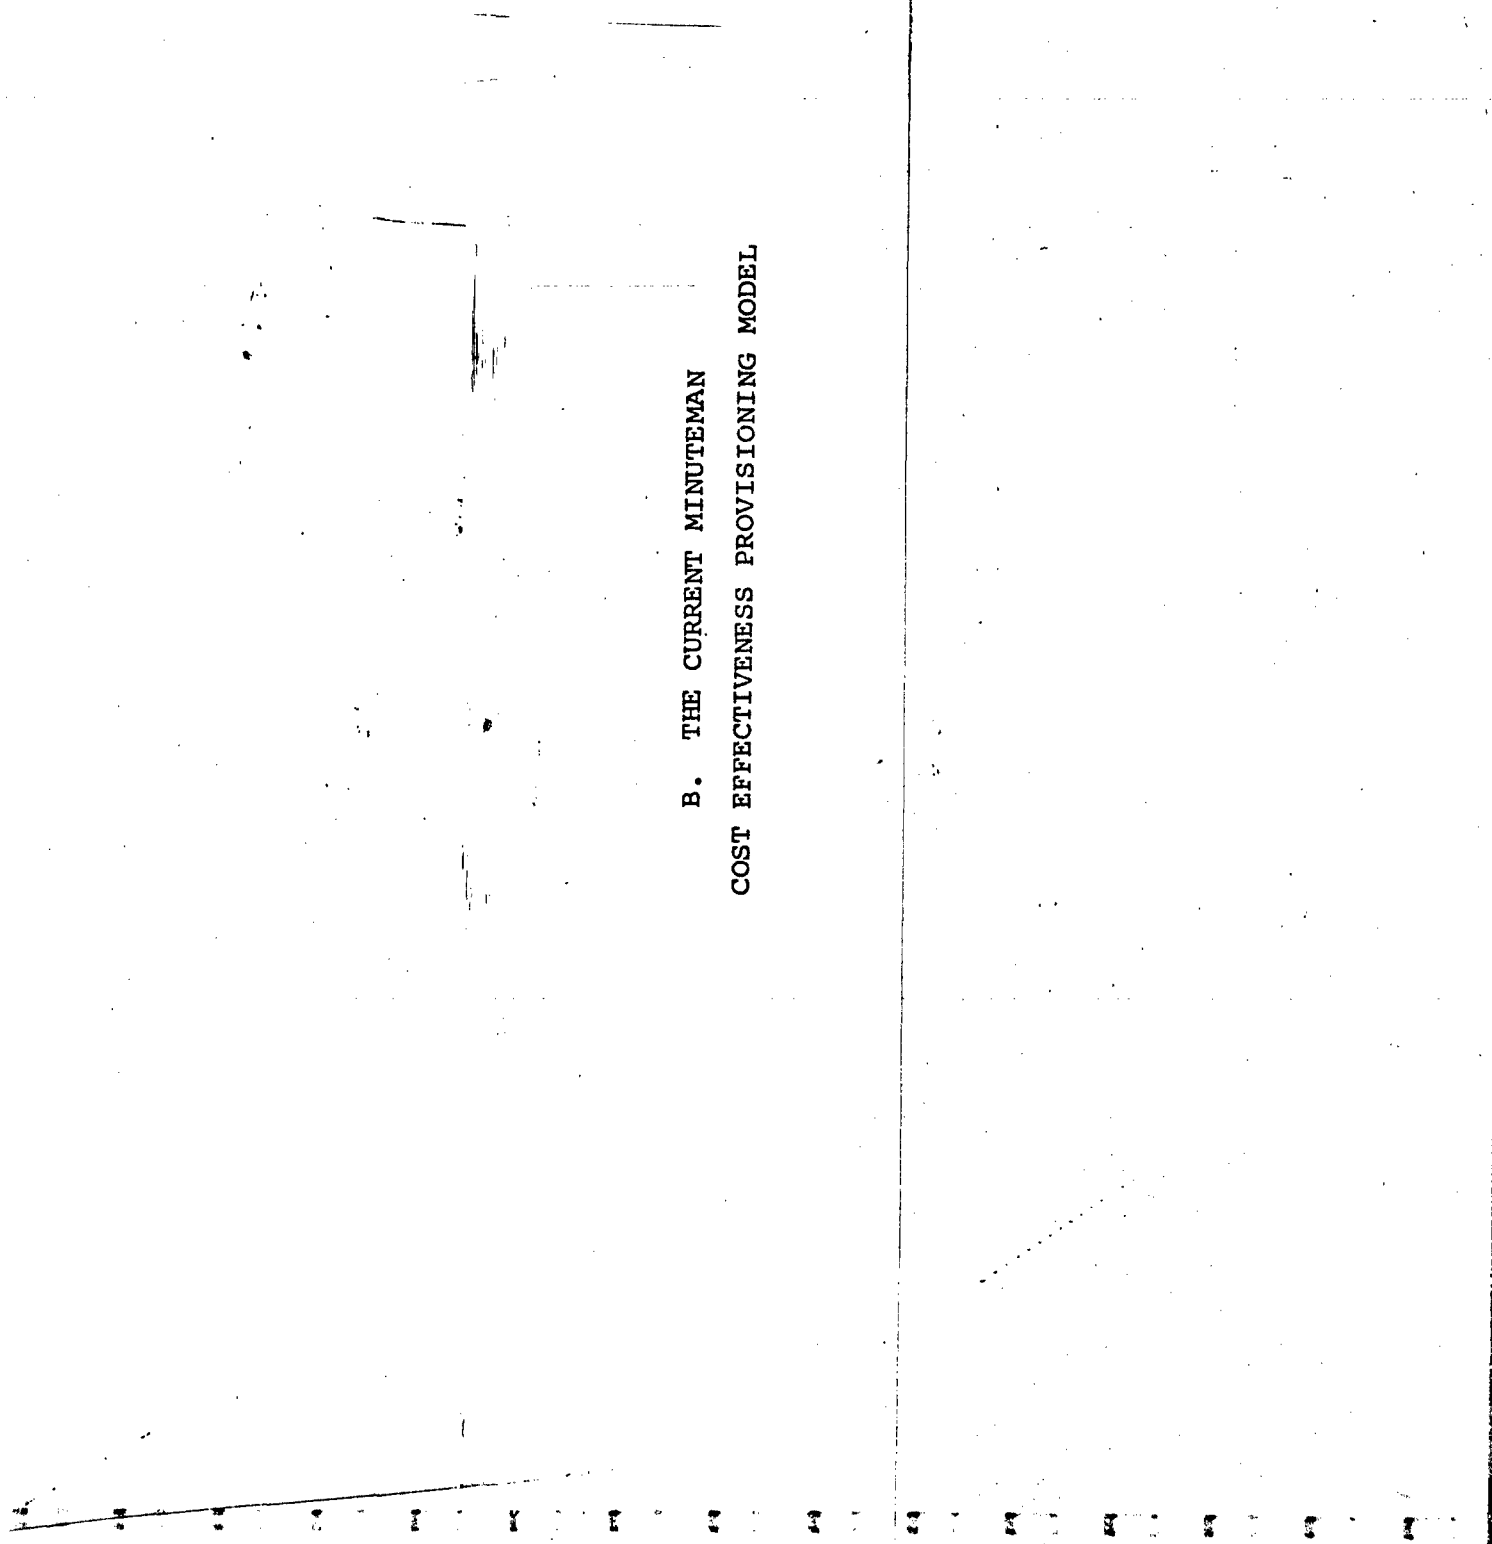 B. THE CURRENT MINUTEMAN
COST EFFECTIVENESS PROVISIONING MODEL